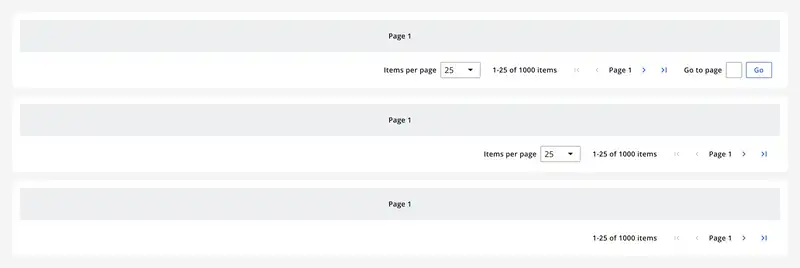 Page 1
Items per page 25 1-25 of 1000 items Page 1 Go to page Go
Page 1
Items per page 25 1-25 of 1000 items Page 1
Page 1
1-25 of 1000 items Page 1